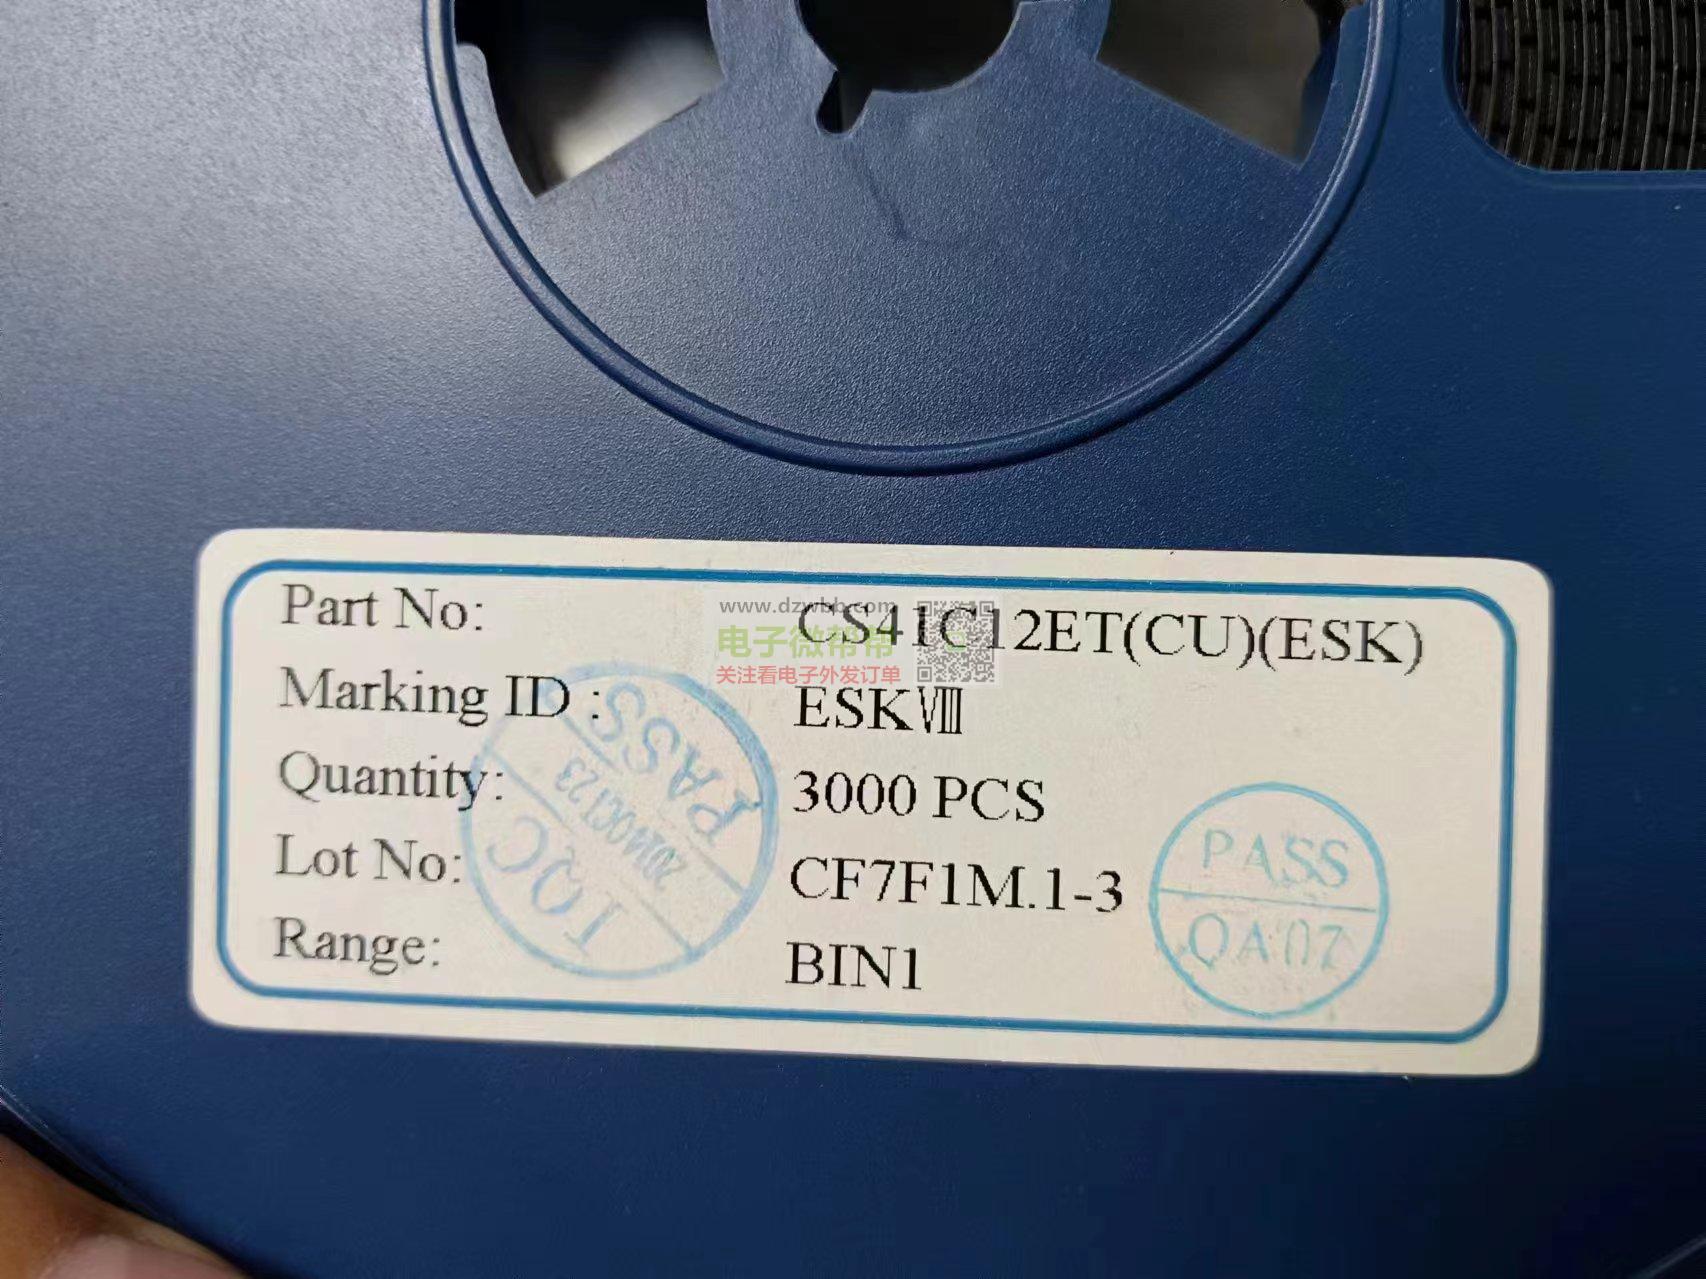 www.dzwbb.com
电子微帮帮
关注看电子外发订单
Part No: CS41C12ET(CU)(ESK)
Marking ID : ESKⅧ
Quantity: 3000 PCS
Lot No: CF7F1M.1-3
Range: BIN1
PASS
2014OCT23
IQC
PASS
QA07